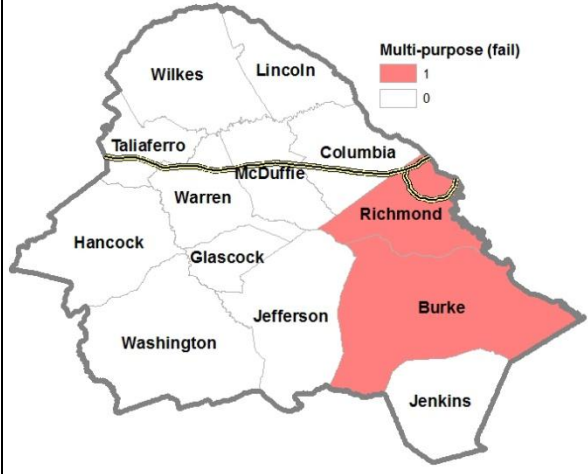 Multi-purpose (fail)
1
0
Wilkes
Lincoln
Taliaferro
Columbia
McDuffie
Warren
Richmond
Hancock
Glascock
Jefferson
Burke
Washington
Jenkins